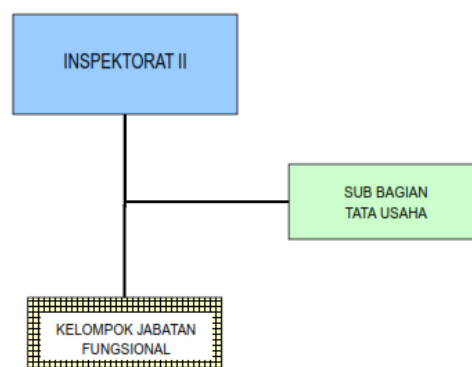 INSPEKTORAT II
SUB BAGIAN
TATA USAHA
KELOMPOK JABATAN
FUNGSIONAL